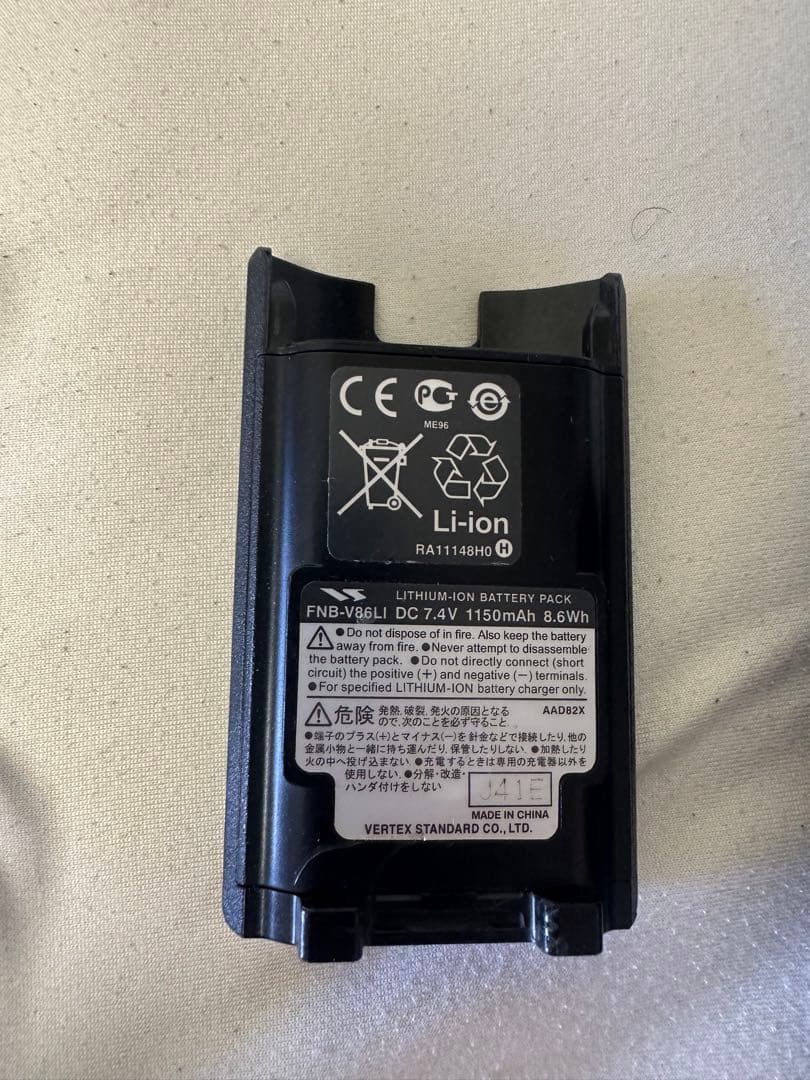 CE PCT e
ME96
Li-ion
RA11148H0 H
VS LITHIUM-ION BATTERY PACK
FNB-V86LI DC 7.4V 1150mAh 8.6Wh
●Do not dispose of in fire. Also keep the battery
away from fire. ●Never attempt to disassemble
the battery pack. ●Do not directly connect (short
circuit) the positive (+) and negative (−) terminals.
●For specified LITHIUM-ION battery charger only.
危険 発熱, 破裂, 発火の原因となる
ので, 次のことを必ず守ること.
AAD82X
●端子のプラス(+)とマイナス(−)を針金などで接続したり, 他の
金属小物と一緒に持ち運んだり, 保管したりしない. ●加熱したり
火の中へ投げ込まない. ●充電するときは専用の充電器以外を
使用しない. ●分解・改造・
ハンダ付けをしない
J41E
MADE IN CHINA
VERTEX STANDARD CO., LTD.